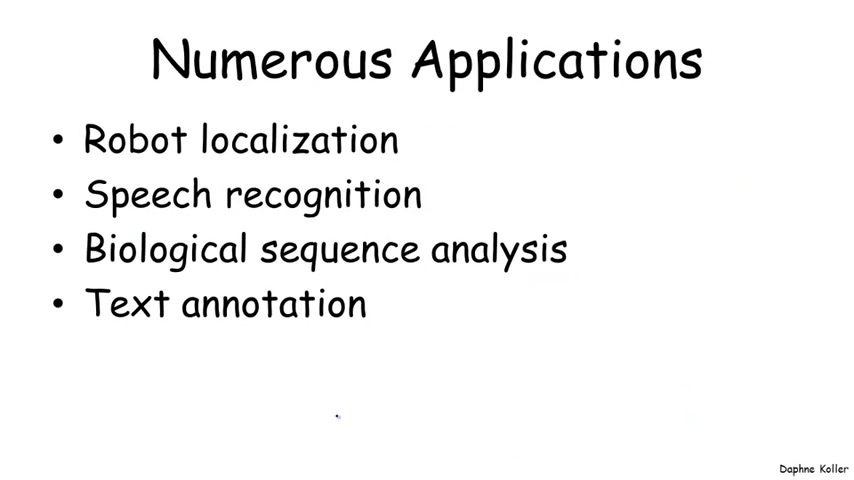 Numerous Applications
• Robot localization
• Speech recognition
• Biological sequence analysis
• Text annotation
Daphne Koller